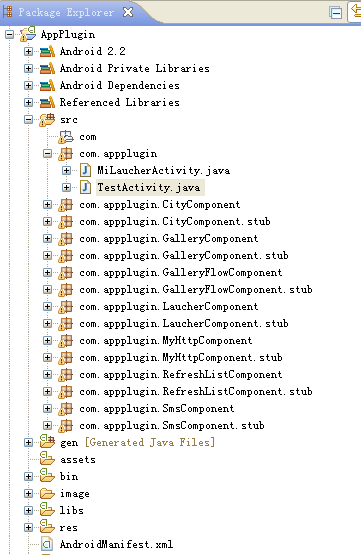 Package Explorer
AppPlugin
Android 2.2
Android Private Libraries
Android Dependencies
Referenced Libraries
src
com
com.appplugin
MiLaucherActivity.java
TestActivity.java
com.appplugin.CityComponent
com.appplugin.CityComponent.stub
com.appplugin.GalleryComponent
com.appplugin.GalleryComponent.stub
com.appplugin.GalleryFlowComponent
com.appplugin.GalleryFlowComponent.stub
com.appplugin.LaucherComponent
com.appplugin.LaucherComponent.stub
com.appplugin.MyHttpComponent
com.appplugin.MyHttpComponent.stub
com.appplugin.RefreshListComponent
com.appplugin.RefreshListComponent.stub
com.appplugin.SmsComponent
com.appplugin.SmsComponent.stub
gen [Generated Java Files]
assets
bin
image
libs
res
AndroidManifest.xml